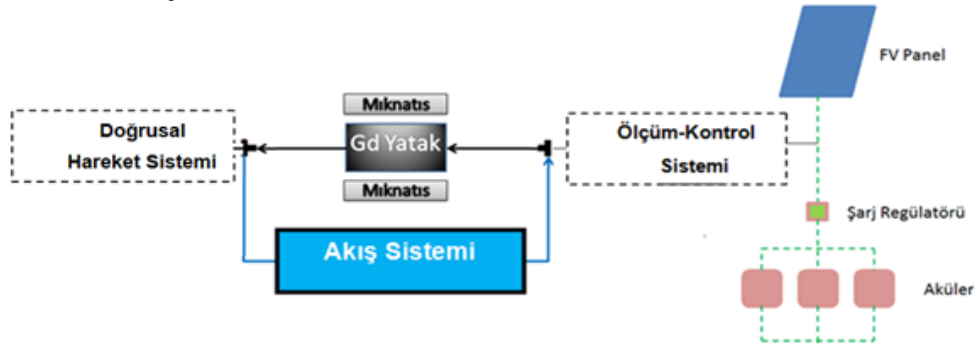 FV Panel
Mıknatıs
Doğrusal
Hareket Sistemi
Gd Yatak
Ölçüm-Kontrol
Sistemi
Mıknatıs
Şarj Regülatörü
Akış Sistemi
Aküler